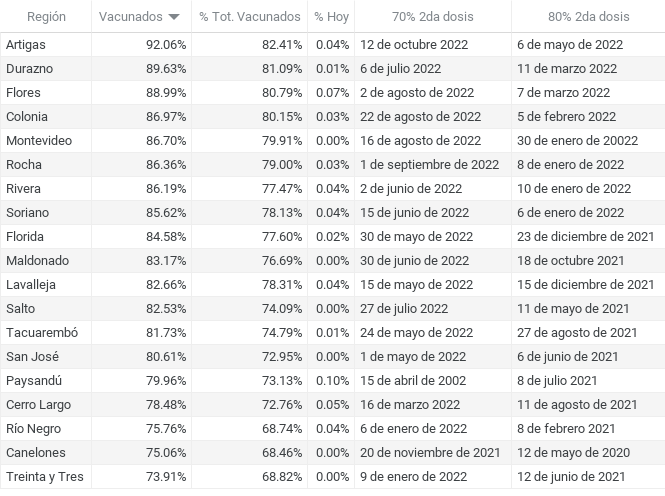 Región Vacunados % Tot. Vacunados % Hoy 70% 2da dosis 80% 2da dosis
Artigas 92.06% 82.41% 0.04% 12 de octubre 2022 6 de mayo de 2022
Durazno 89.63% 81.09% 0.01% 6 de julio 2022 11 de marzo 2022
Flores 88.99% 80.79% 0.07% 2 de agosto de 2022 7 de marzo 2022
Colonia 86.97% 80.15% 0.03% 22 de agosto de 2022 5 de febrero 2022
Montevideo 86.70% 79.91% 0.00% 16 de agosto de 2022 30 de enero de 20022
Rocha 86.36% 79.00% 0.03% 1 de septiembre de 2022 8 de enero de 2022
Rivera 86.19% 77.47% 0.04% 2 de junio de 2022 10 de enero de 2022
Soriano 85.62% 78.13% 0.04% 15 de junio de 2022 6 de enero de 2022
Florida 84.58% 77.60% 0.02% 30 de mayo de 2022 23 de diciembre de 2021
Maldonado 83.17% 76.69% 0.00% 30 de junio de 2022 18 de octubre 2021
Lavalleja 82.66% 78.31% 0.04% 15 de mayo de 2022 15 de diciembre de 2021
Salto 82.53% 74.09% 0.00% 27 de julio 2022 11 de mayo de 2021
Tacuarembó 81.73% 74.79% 0.01% 24 de mayo de 2022 27 de agosto de 2021
San José 80.61% 72.95% 0.00% 1 de mayo de 2022 6 de junio de 2021
Paysandú 79.96% 73.13% 0.10% 15 de abril de 2002 8 de julio 2021
Cerro Largo 78.48% 72.76% 0.05% 16 de marzo 2022 11 de agosto de 2021
Río Negro 75.76% 68.74% 0.04% 6 de enero de 2022 8 de febrero 2021
Canelones 75.06% 68.46% 0.00% 20 de noviembre de 2021 12 de mayo de 2020
Treinta y Tres 73.91% 68.82% 0.00% 9 de enero de 2022 12 de junio de 2021